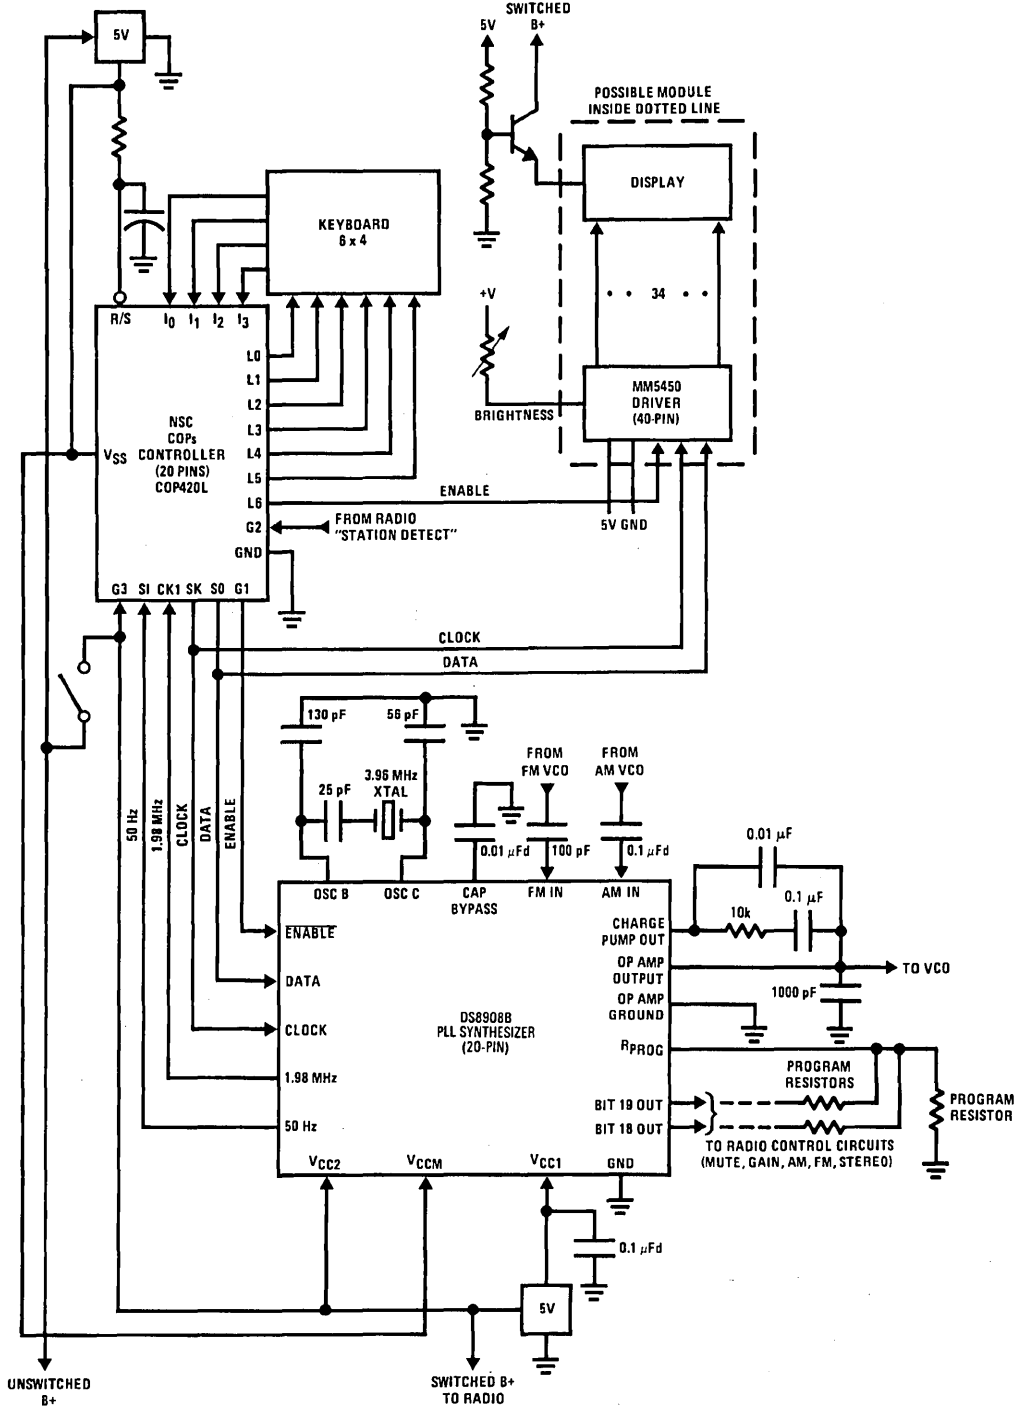 SWITCHED
B+
5V
5V
POSSIBLE MODULE
INSIDE DOTTED LINE
DISPLAY
KEYBOARD
6 x 4
+V
• • 34 • •
R/S
I0
I1
I2
I3
L0
L1
L2
L3
L4
L5
L6
G2
GND
NSC
COPs
CONTROLLER
(20 PINS)
COP420L
VSS
MM5450
DRIVER
(40-PIN)
BRIGHTNESS
ENABLE
5V GND
FROM RADIO
"STATION DETECT"
G3 SI CK1 SK SO G1
CLOCK
DATA
130 pF
56 pF
3.96 MHz
XTAL
25 pF
FROM
FM VCO
FROM
AM VCO
50 Hz
1.98 MHz
CLOCK
DATA
ENABLE
0.01 μFd
100 pF
0.1 μFd
0.01 μF
0.1 μF
10k
OSC B
OSC C
CAP
BYPASS
FM IN
AM IN
ENABLE
DATA
CLOCK
1.98 MHz
50 Hz
DS8908B
PLL SYNTHESIZER
(20-PIN)
CHARGE
PUMP OUT
OP AMP
OUTPUT
TO VCO
1000 pF
OP AMP
GROUND
RPROG
PROGRAM
RESISTORS
PROGRAM
RESISTOR
BIT 19 OUT
BIT 18 OUT
TO RADIO CONTROL CIRCUITS
(MUTE, GAIN, AM, FM, STEREO)
VCC2
VCCM
VCC1
GND
0.1 μFd
5V
UNSWITCHED
B+
SWITCHED B+
TO RADIO